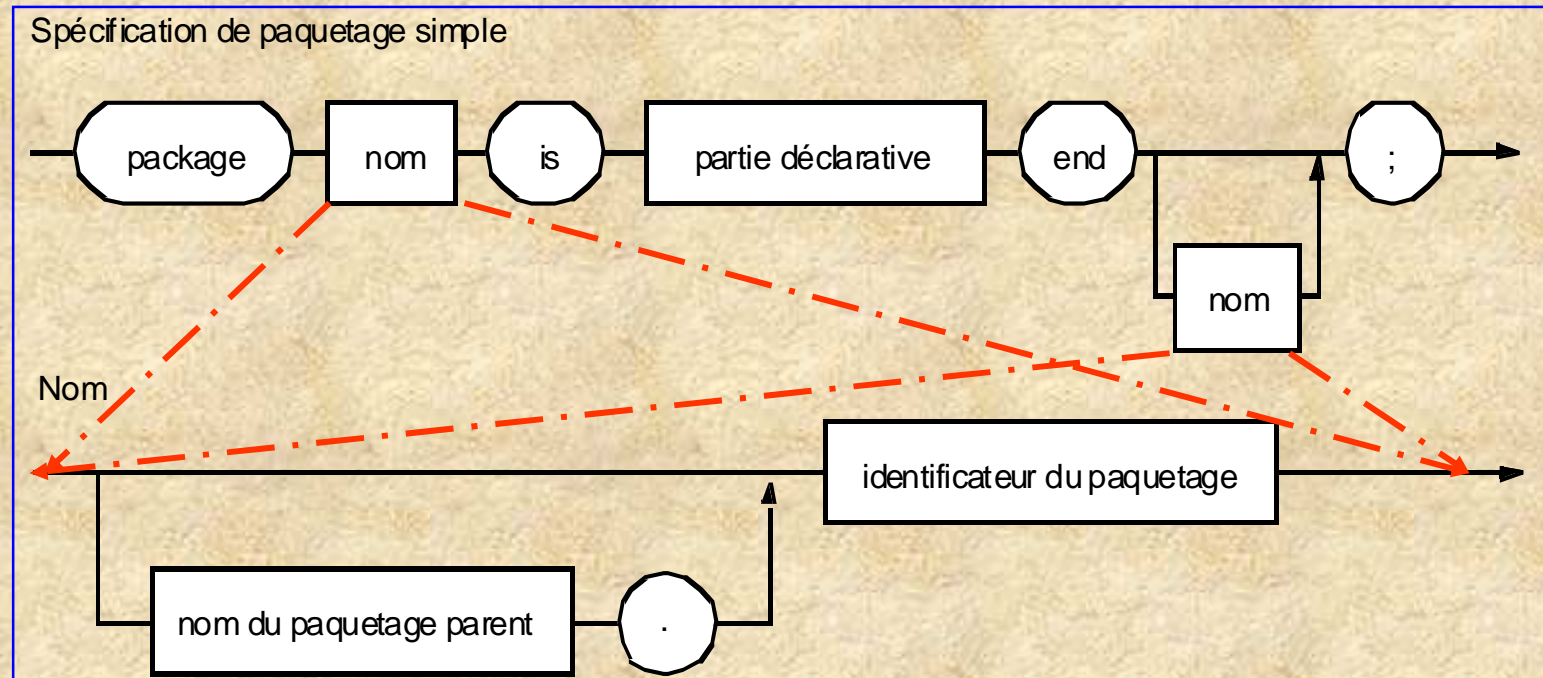 Spécification de paquetage simple
package nom is partie déclarative end ;
nom
Nom
identificateur du paquetage
nom du paquetage parent .